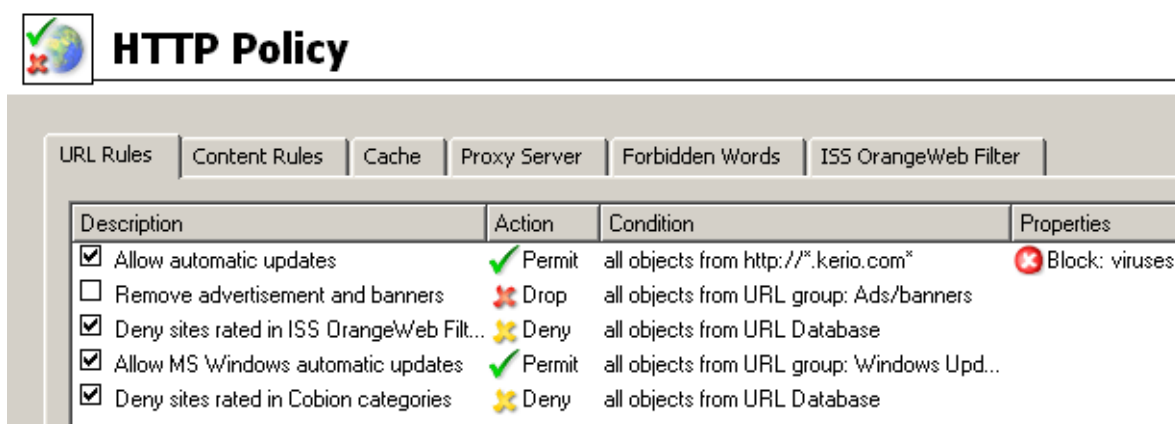 HTTP Policy
URL Rules Content Rules Cache Proxy Server Forbidden Words ISS OrangeWeb Filter
Description Action Condition Properties
Allow automatic updates Permit all objects from http://*.kerio.com* Block: viruses
Remove advertisement and banners Drop all objects from URL group: Ads/banners
Deny sites rated in ISS OrangeWeb Filt... Deny all objects from URL Database
Allow MS Windows automatic updates Permit all objects from URL group: Windows Upd...
Deny sites rated in Cobion categories Deny all objects from URL Database